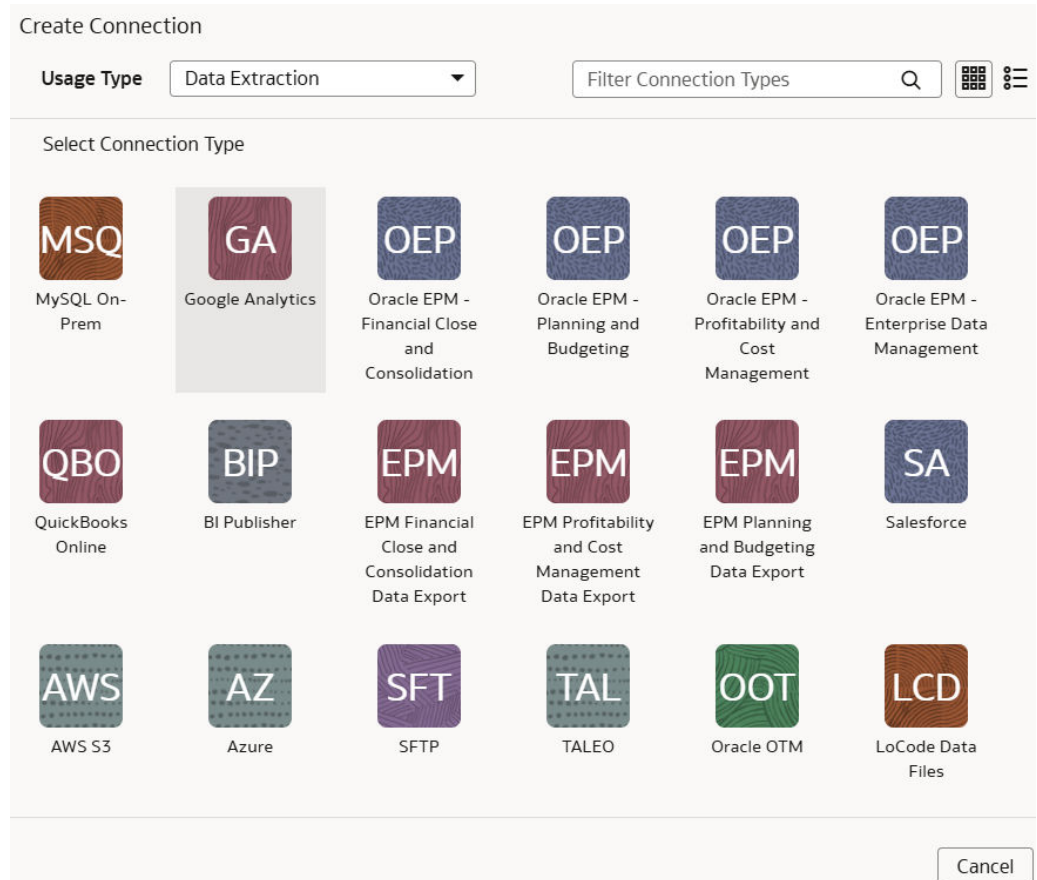 Create Connection
Usage Type Data Extraction Filter Connection Types
Select Connection Type
MSQ GA OEP OEP OEP OEP
MySQL On- Google Analytics Oracle EPM - Oracle EPM - Oracle EPM - Oracle EPM -
Prem Financial Close Planning and Profitability and Enterprise Data
and Budgeting Cost Management
Consolidation Management
QBO BIP EPM EPM EPM SA
QuickBooks BI Publisher EPM Financial EPM Profitability EPM Planning Salesforce
Online Close and and Cost and Budgeting
Consolidation Management Data Export
Data Export Data Export
AWS AZ SFT TAL OOT LCD
AWS S3 Azure SFTP TALEO Oracle OTM LoCode Data
Files
Cancel